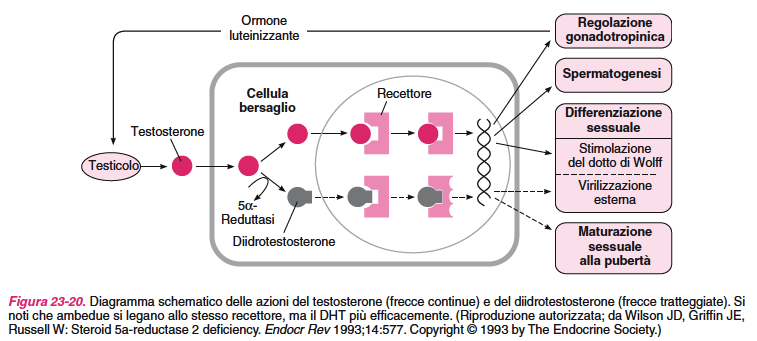 Ormone
luteinizzante
Regolazione
gonadotropinica
Spermatogenesi
Cellula
bersaglio
Recettore
Differenziazione
sessuale
Testosterone
Stimolazione
del dotto di Wolff
Testicolo
Virilizzazione
esterna
5α-
Reduttasi
Diidrotestosterone
Maturazione
sessuale
alla pubertà
Figura 23-20. Diagramma schematico delle azioni del testosterone (frecce continue) e del diidrotestosterone (frecce tratteggiate). Si
noti che ambedue si legano allo stesso recettore, ma il DHT più efficacemente. (Riproduzione autorizzata; da Wilson JD, Griffin JE,
Russell W: Steroid 5a-reductase 2 deficiency. Endocr Rev 1993;14:577. Copyright © 1993 by The Endocrine Society.)